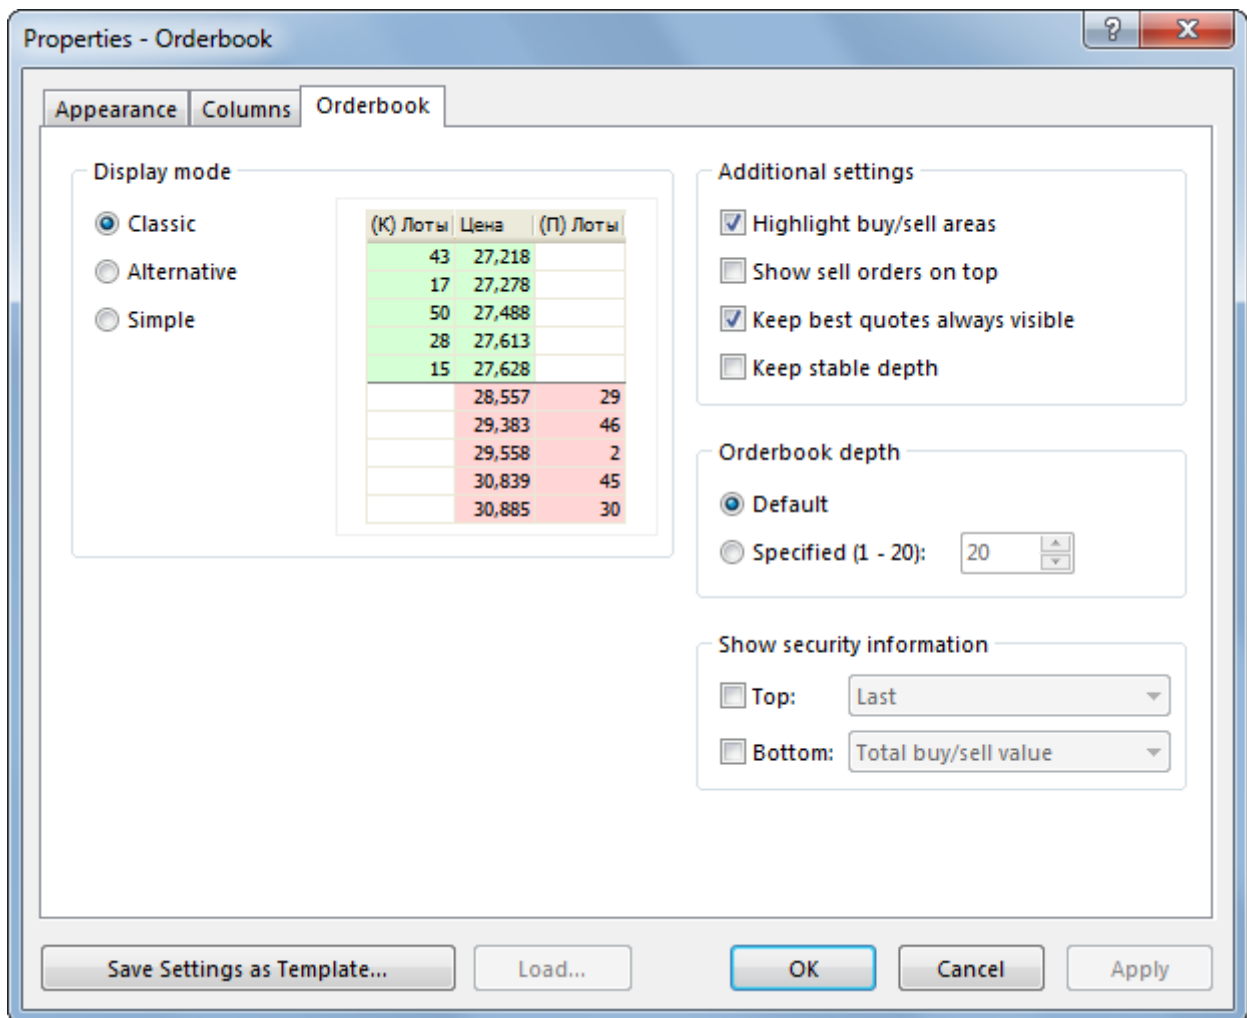 Properties - Orderbook
?
Appearance Columns Orderbook
Display mode
Classic
Alternative
Simple
(К) Лоты Цена (П) Лоты
43 27,218
17 27,278
50 27,488
28 27,613
15 27,628
28,557 29
29,383 46
29,558 2
30,839 45
30,885 30
Additional settings
Highlight buy/sell areas
Show sell orders on top
Keep best quotes always visible
Keep stable depth
Orderbook depth
Default
Specified (1 - 20): 20
Show security information
Top: Last
Bottom: Total buy/sell value
Save Settings as Template... Load... OK Cancel Apply